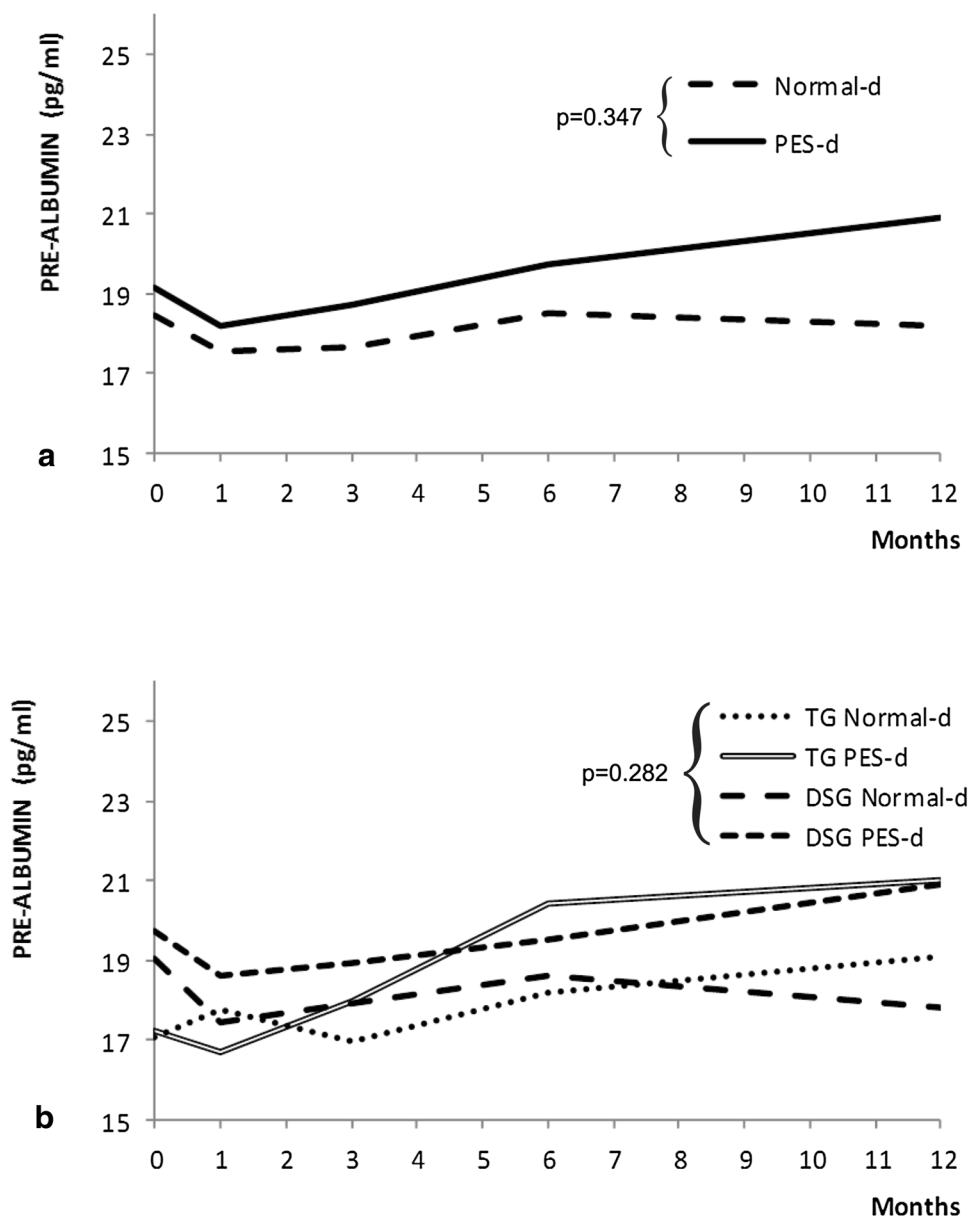 PRE-ALBUMIN (pg/ml)
25
23
21
19
17
15
p=0.347
Normal-d
PES-d
a
0 1 2 3 4 5 6 7 8 9 10 11 12
Months
PRE-ALBUMIN (pg/ml)
25
23
21
19
17
15
p=0.282
TG Normal-d
TG PES-d
DSG Normal-d
DSG PES-d
b
0 1 2 3 4 5 6 7 8 9 10 11 12
Months